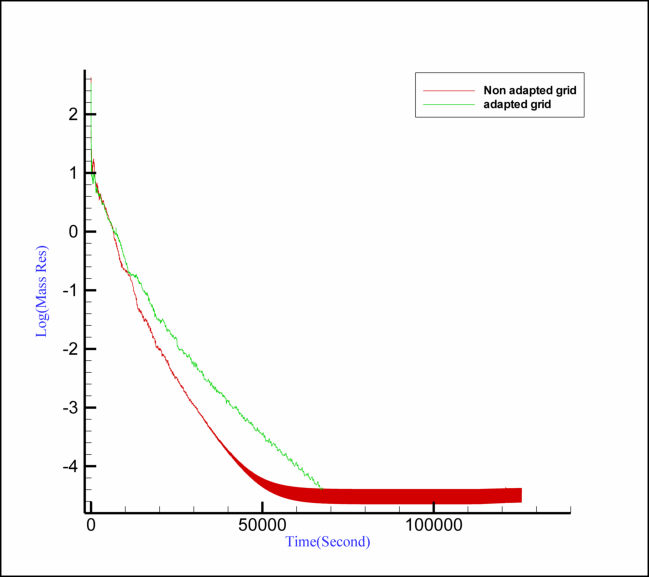 Non adapted grid
adapted grid
2
1
0
-1
-2
-3
-4
Log(Mass Res)
0 50000 100000
Time(Second)